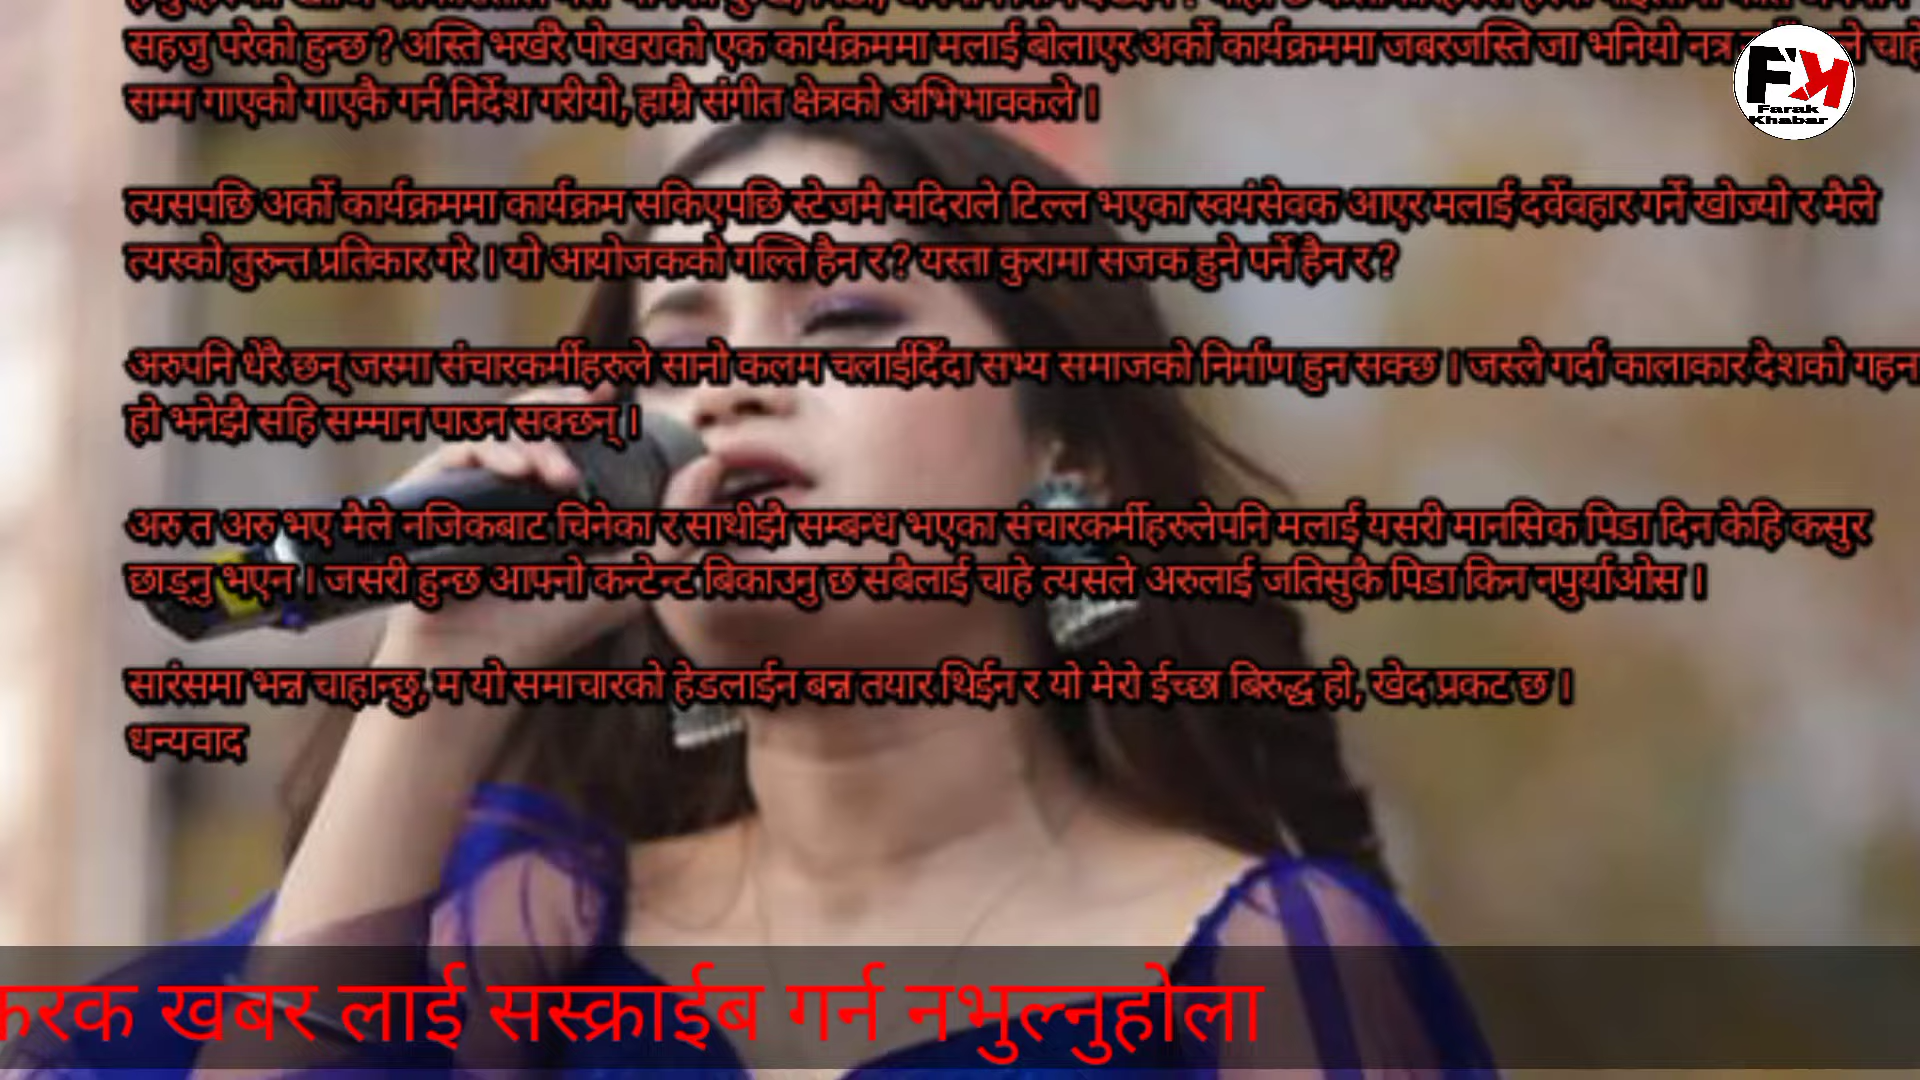 सहजु परेको हुन्छ ? अस्ति भर्खरै पोखराको एक कार्यक्रममा मलाई बोलाएर अर्को कार्यक्रममा जबरजस्ति जा भनियो नत्र
सम्म गाएको गाएकै गर्न निर्देश गरीयो, हाम्रै संगीत क्षेत्रको अभिभावकले ।
त्यसपछि अर्को कार्यक्रममा कार्यक्रम सकिएपछि स्टेजमै मदिराले टिल्ल भएका स्वयंसेवक आएर मलाई दर्वेवहार गर्ने खोज्यो र मैले
त्यस्को तुरुन्त प्रतिकार गरे । यो आयोजकको गल्ति हैन र ? यस्ता कुरामा सजक हुने पर्ने हैन र ?
अरुपनि धेरै छन् जस्मा संचारकर्मीहरुले सानो कलम चलाईदिँदा सभ्य समाजको निर्माण हुन सक्छ । जस्ले गर्दा कालाकार देशको गहन
हो भनेझै सहि सम्मान पाउन सक्छन् ।
अरु त अरु भए मैले नजिकबाट चिनेका र साथीझै सम्बन्ध भएका संचारकर्मीहरुलेपनि मलाई यसरी मानसिक पिडा दिन केहि कसुर
छाड्नु भएन । जसरी हुन्छ आफ्नो कन्टेन्ट बिकाउनु छ सबैलाई चाहे त्यसले अरुलाई जतिसुकै पिडा किन नपुर्याओस ।
सारंसमा भन्न चाहान्छु, म यो समाचारको हेडलाईन बन्न तयार थिईन र यो मेरो ईच्छा बिरुद्ध हो, खेद प्रकट छ ।
धन्यवाद
FK
Farak
Khabar
फरक खबर लाई सस्क्राईब गर्न नभुल्नुहोला